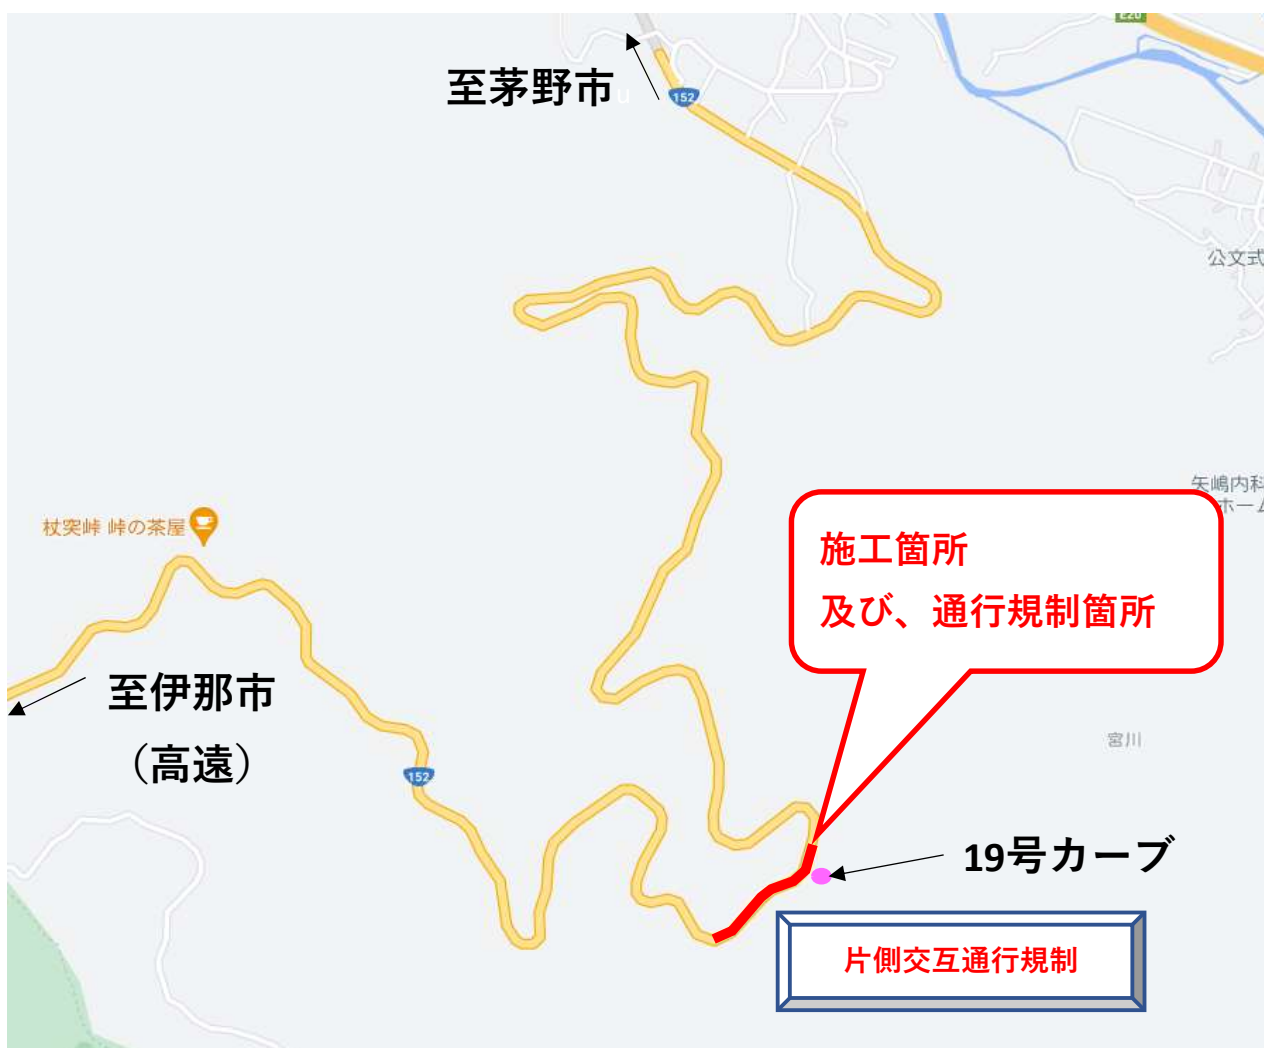 E20
至茅野市
152
公文式
矢嶋内科
ホーム
杖突峠 峠の茶屋
施工箇所
及び、通行規制箇所
至伊那市
（高遠）
宮川
152
19号カーブ
片側交互通行規制